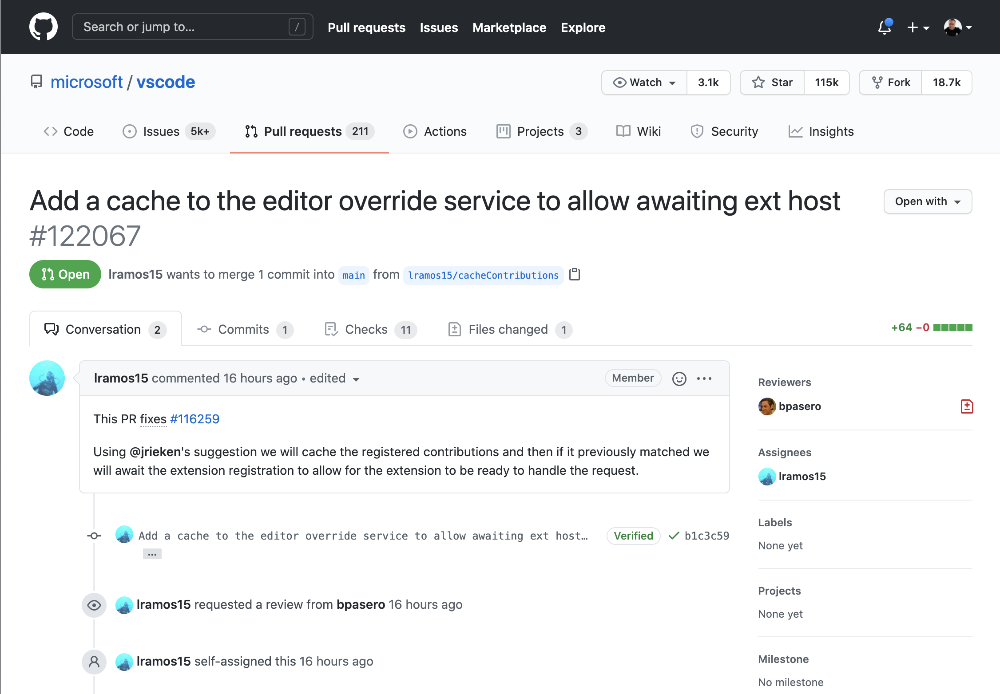 Search or jump to... / Pull requests Issues Marketplace Explore
microsoft / vscode Watch 3.1k Star 115k Fork 18.7k
Code Issues 5k+ Pull requests 211 Actions Projects 3 Wiki Security Insights
Add a cache to the editor override service to allow awaiting ext host
#122067
Open with
Open lramos15 wants to merge 1 commit into main from lramos15/cacheContributions
Conversation 2 Commits 1 Checks 11 Files changed 1 +64 −0
lramos15 commented 16 hours ago • edited Member
This PR fixes #116259
Using @jrieken's suggestion we will cache the registered contributions and then if it previously matched we
will await the extension registration to allow for the extension to be ready to handle the request.
Add a cache to the editor override service to allow awaiting ext host… Verified b1c3c59
…
lramos15 requested a review from bpasero 16 hours ago
lramos15 self-assigned this 16 hours ago
Reviewers
bpasero
Assignees
lramos15
Labels
None yet
Projects
None yet
Milestone
No milestone